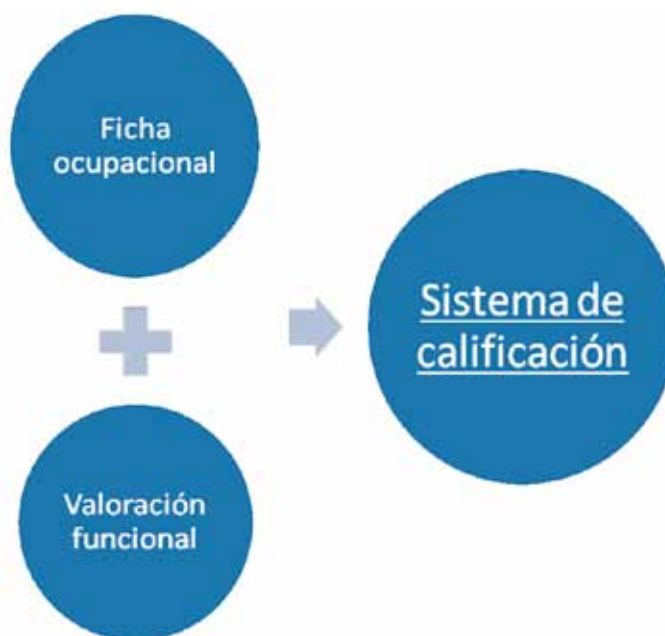 Ficha
ocupacional
Valoración
funcional
Sistema de
calificación